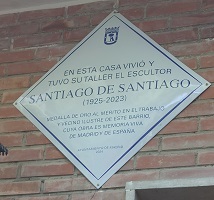 EN ESTA CASA VIVIÓ Y
TUVO SU TALLER EL ESCULTOR
SANTIAGO DE SANTIAGO
(1925-2023)
MEDALLA DE ORO AL MÉRITO EN EL TRABAJO
Y VECINO ILUSTRE DE ESTE BARRIO,
CUYA OBRA ES MEMORIA VIVA
DE MADRID Y DE ESPAÑA